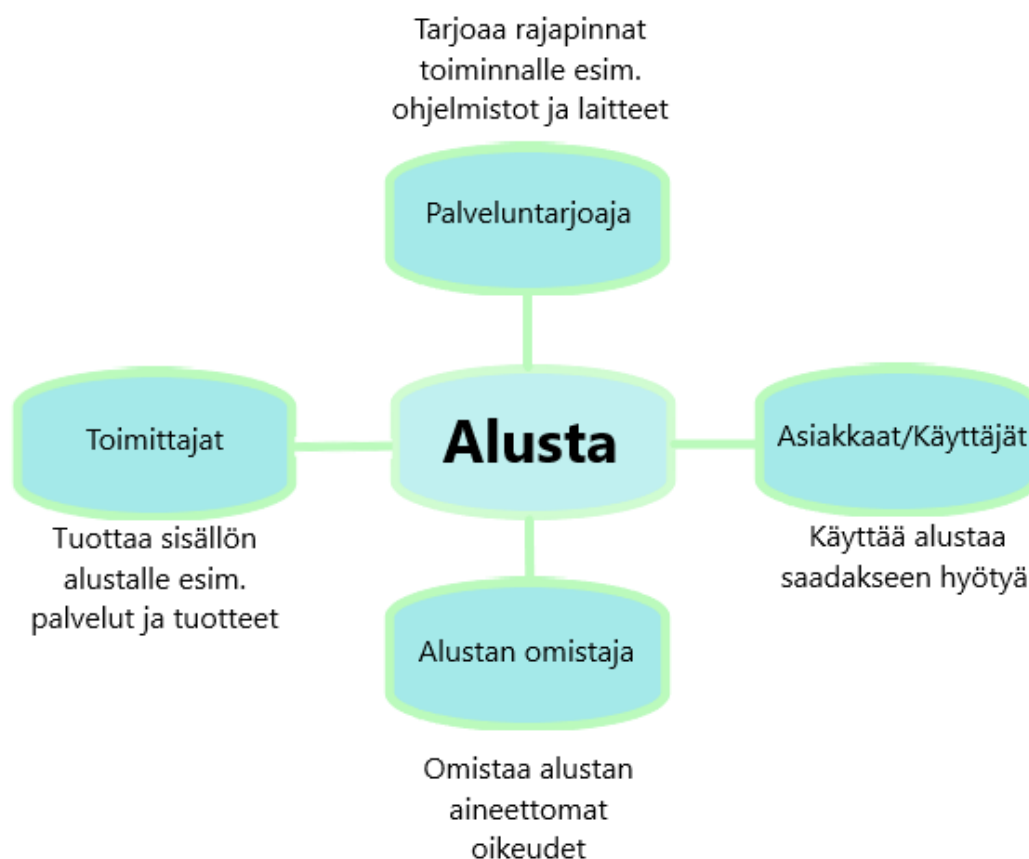 Tarjoaa rajapinnat
toiminnalle esim.
ohjelmistot ja laitteet
Palveluntarjoaja
Toimittajat
Alusta
Asiakkaat/Käyttäjät
Tuottaa sisällön
alustalle esim.
palvelut ja tuotteet
Käyttää alustaa
saadakseen hyötyä
Alustan omistaja
Omistaa alustan
aineettomat
oikeudet